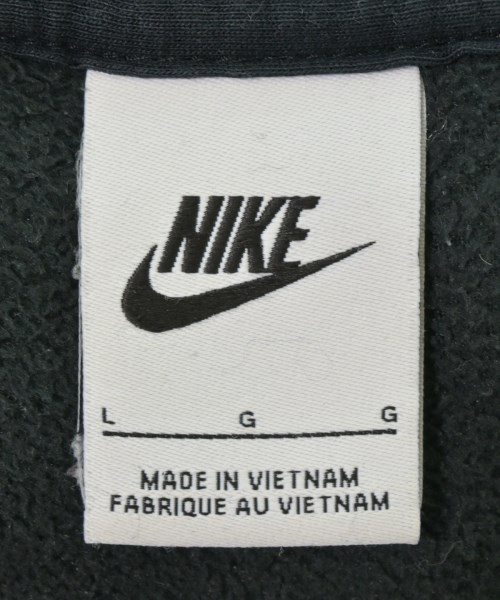 NIKE
L G G
MADE IN VIETNAM
FABRIQUE AU VIETNAM